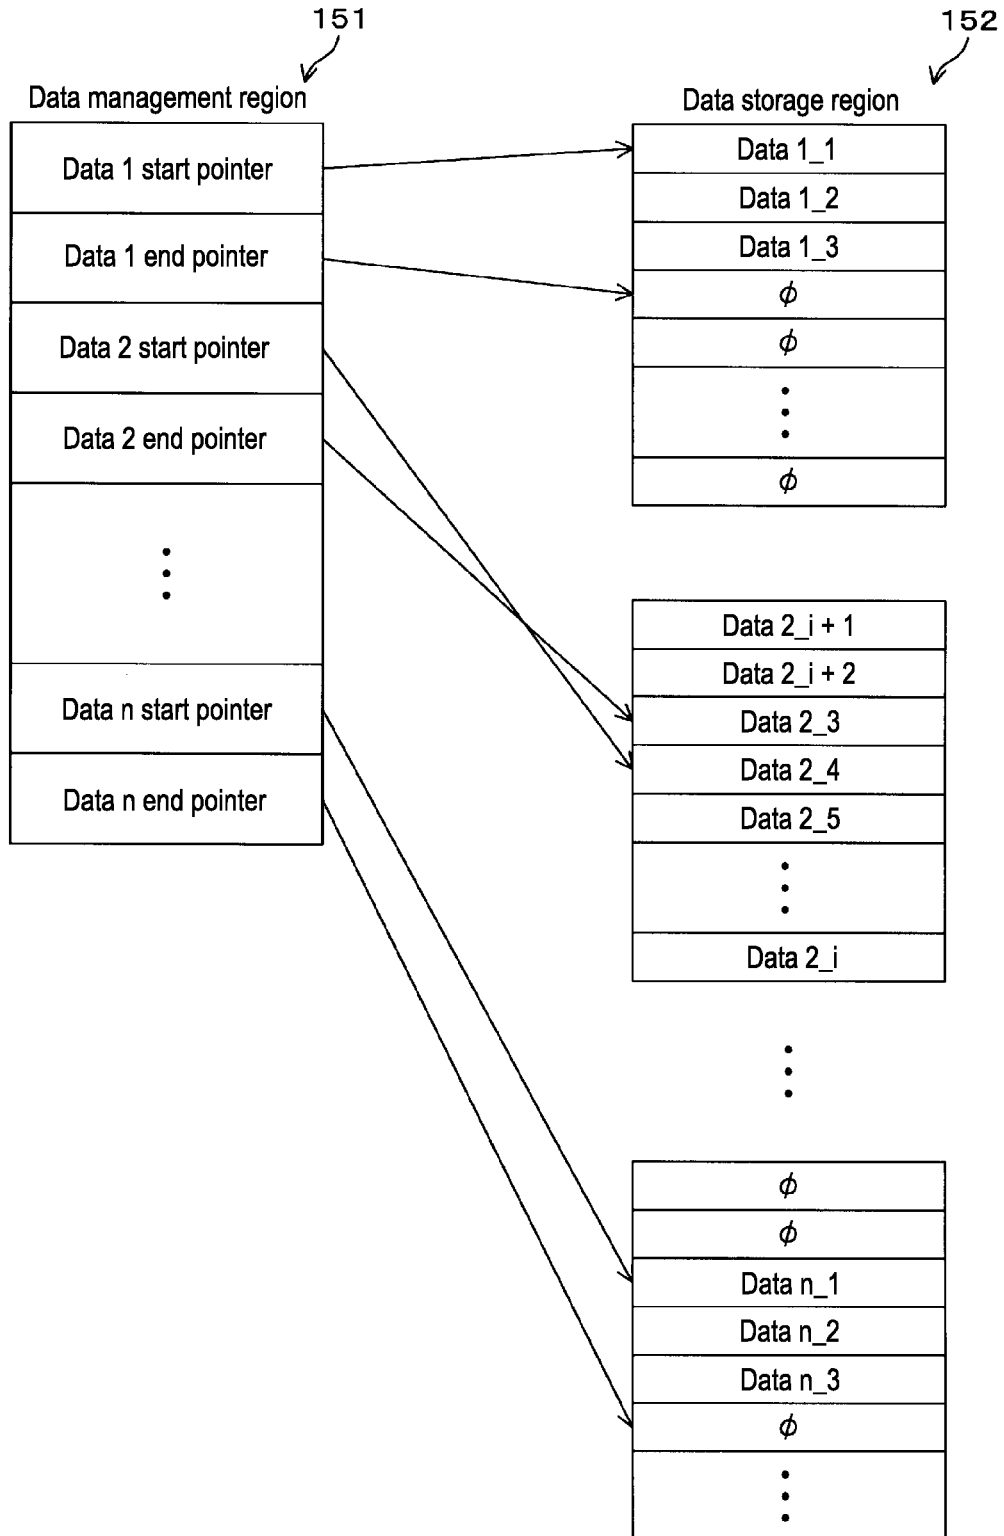 151
152
Data management region
Data 1 start pointer
Data 1 end pointer
Data 2 start pointer
Data 2 end pointer
Data n start pointer
Data n end pointer
Data storage region
Data 1_1
Data 1_2
Data 1_3
ϕ
ϕ
ϕ
Data 2_i + 1
Data 2_i + 2
Data 2_3
Data 2_4
Data 2_5
Data 2_i
ϕ
ϕ
Data n_1
Data n_2
Data n_3
ϕ